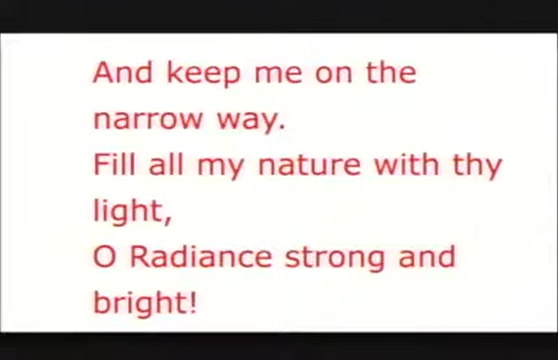 And keep me on the
narrow way.
Fill all my nature with thy
light,
O Radiance strong and
bright!